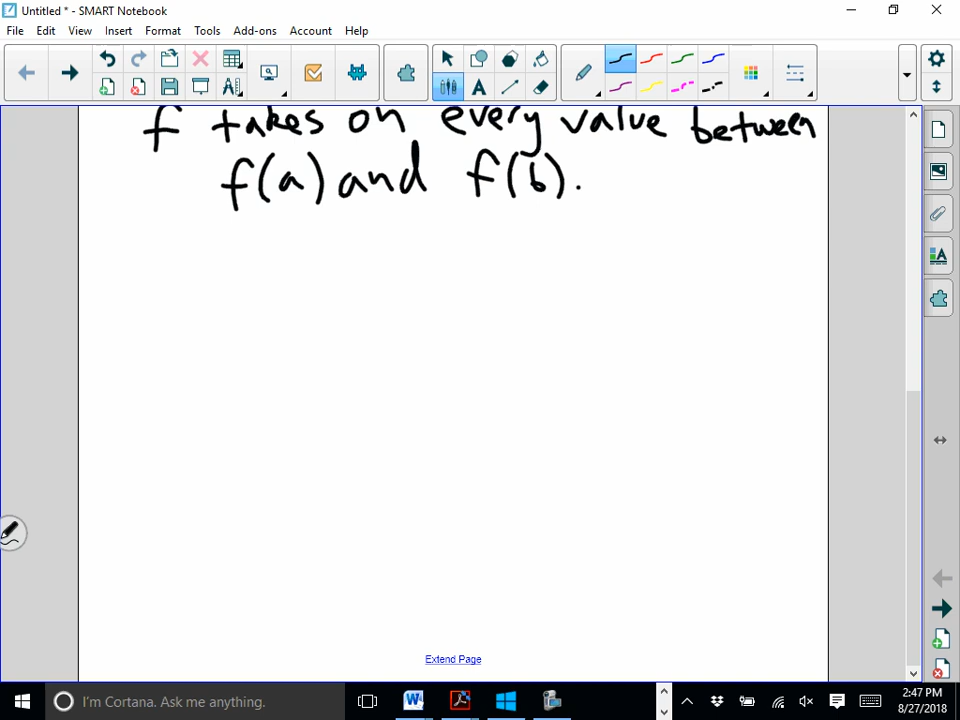 Untitled * - SMART Notebook
File Edit View Insert Format Tools Add-ons Account Help
f takes on every value between
f(a) and f(b).
Extend Page
I'm Cortana. Ask me anything.
2:47 PM
8/27/2018